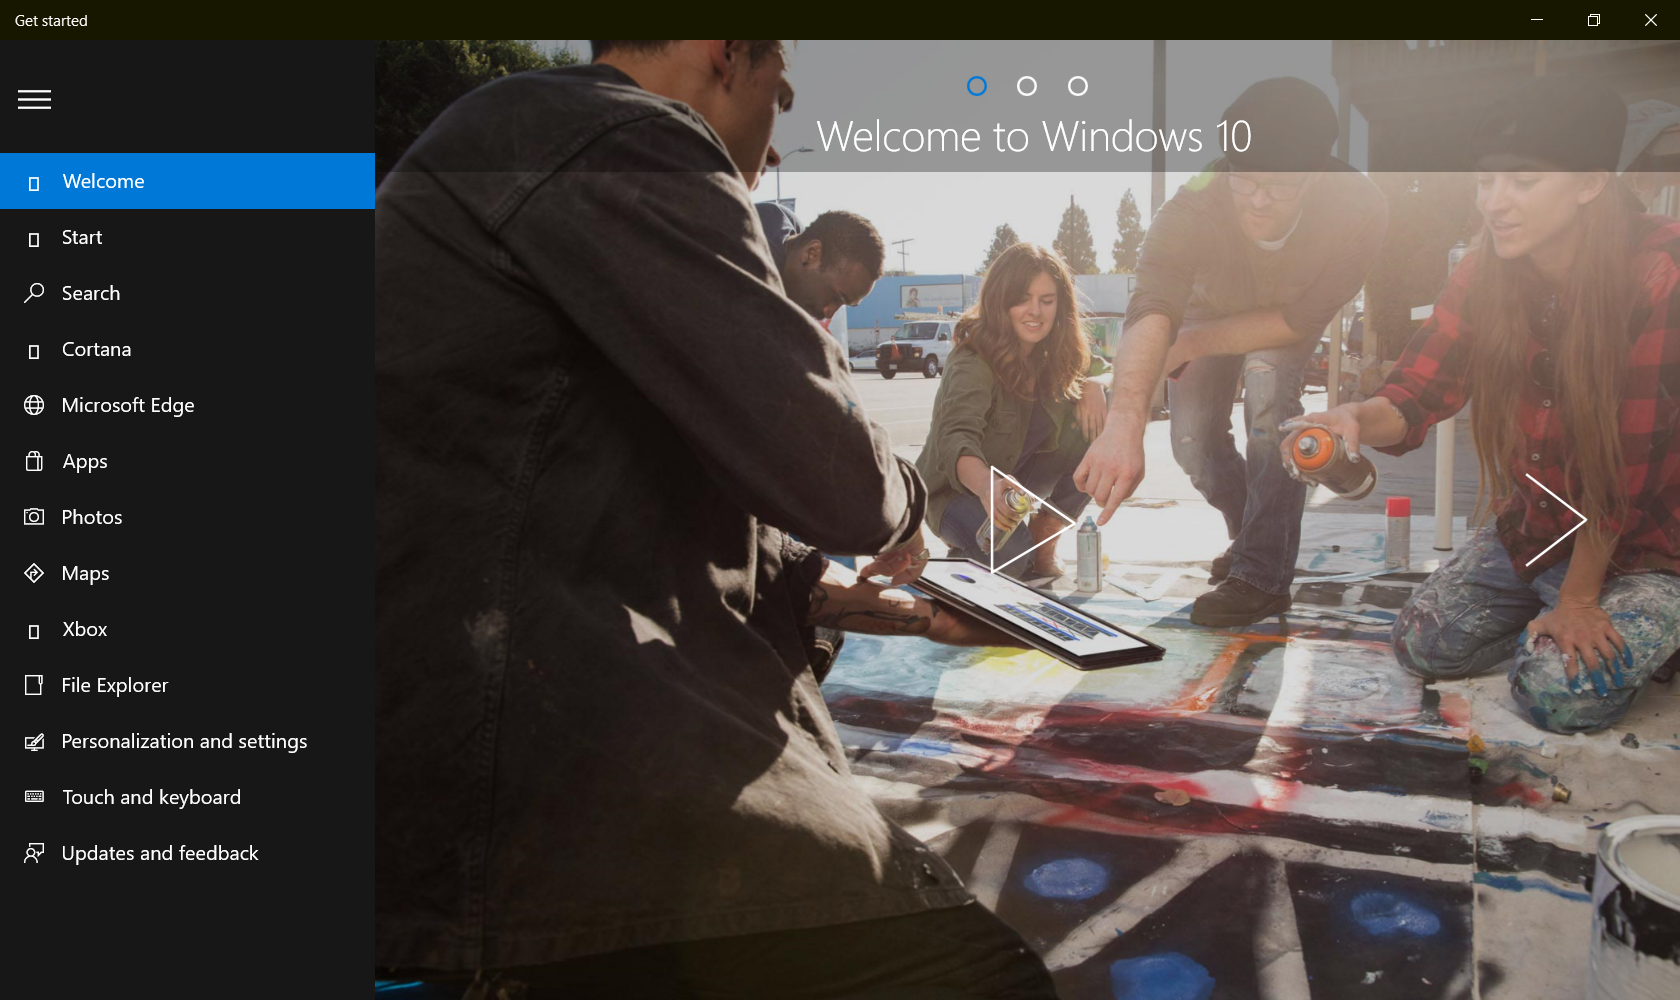 Get started
Welcome
Start
Search
Cortana
Microsoft Edge
Apps
Photos
Maps
Xbox
File Explorer
Personalization and settings
Touch and keyboard
Updates and feedback
Welcome to Windows 10